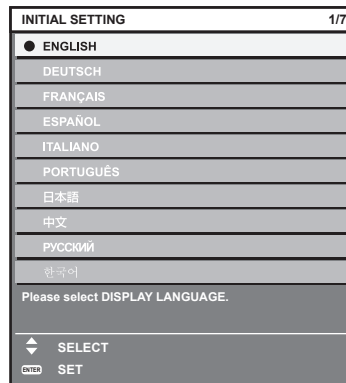 INITIAL SETTING 1/7
ENGLISH
DEUTSCH
FRANÇAIS
ESPAÑOL
ITALIANO
PORTUGUÊS
日本語
中文
РУССКИЙ
한국어
Please select DISPLAY LANGUAGE.
SELECT
ENTER SET